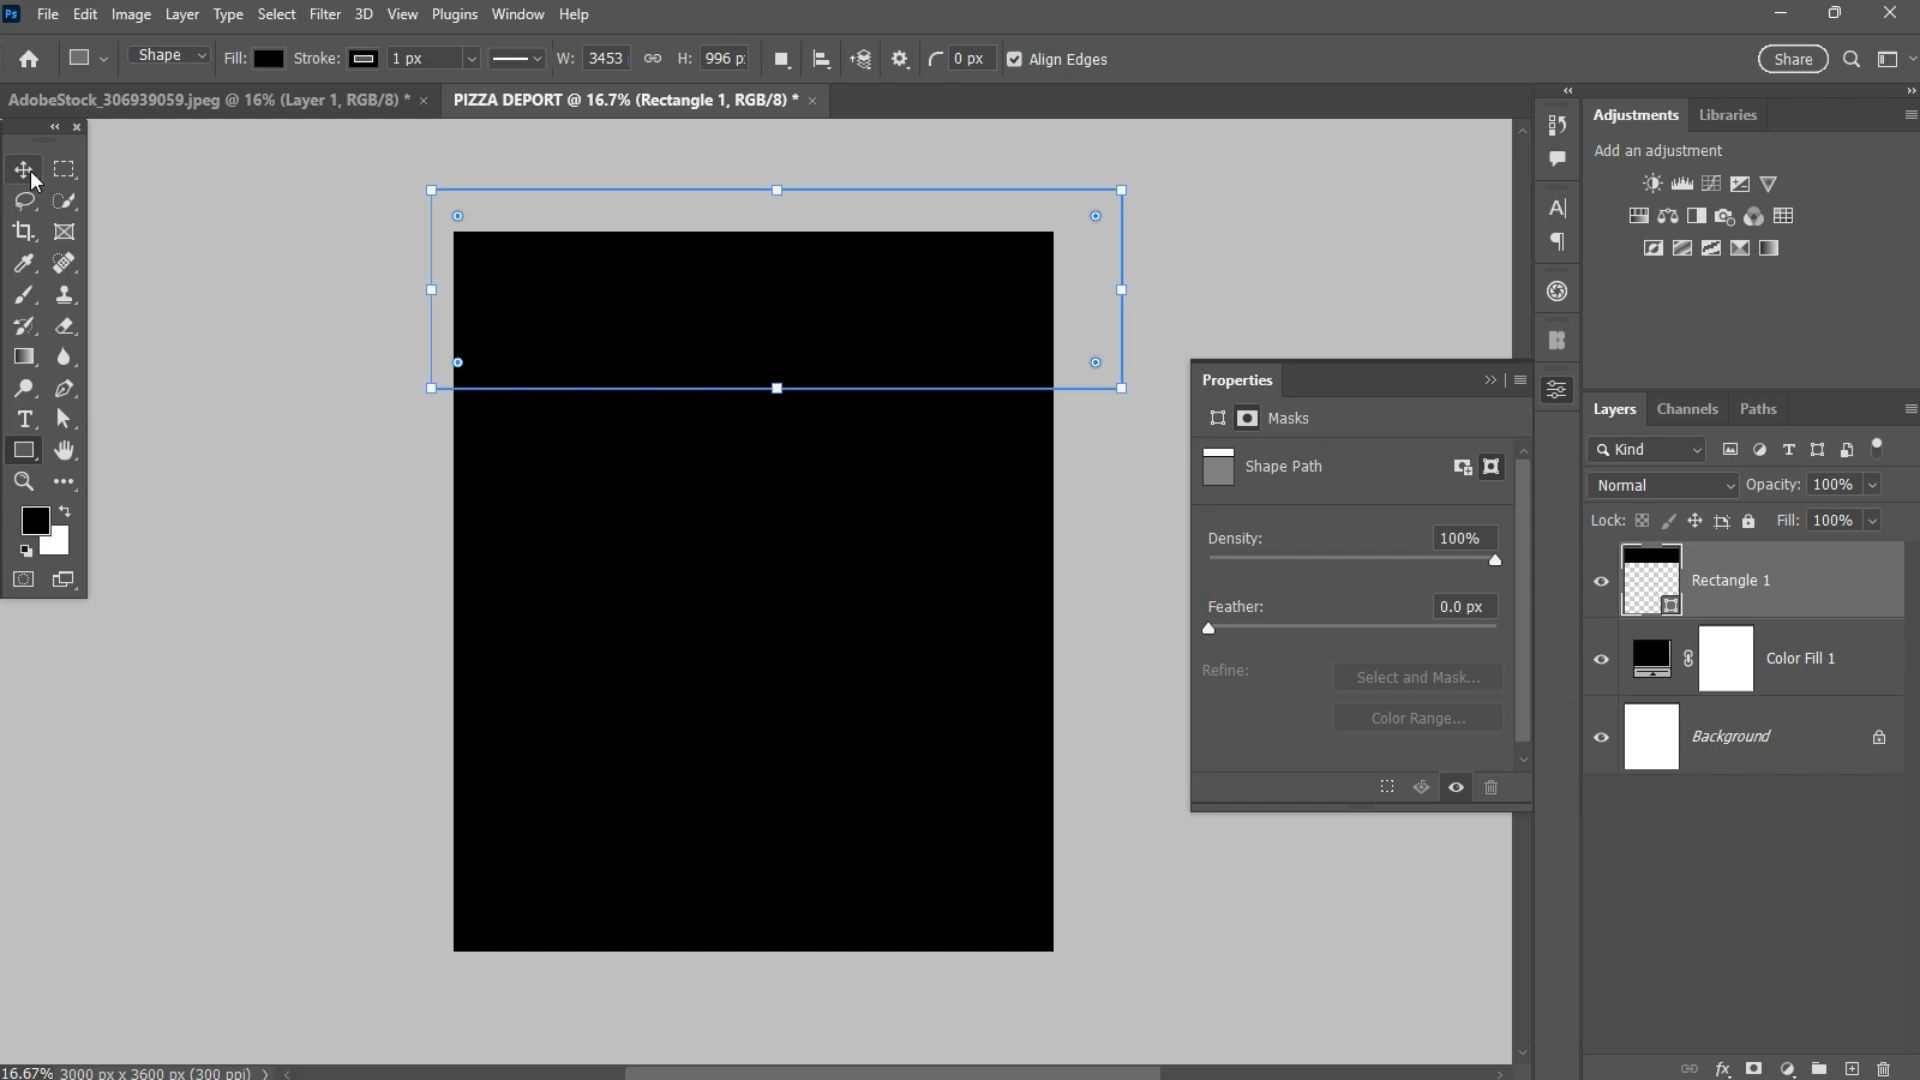 Ps File Edit Image Layer Type Select Filter 3D View Plugins Window Help
Shape Fill: Stroke: 1 px W: 3453 H: 996 p 0 px Align Edges Share
AdobeStock_306939059.jpeg @ 16% (Layer 1, RGB/8) * × PIZZA DEPORT @ 16.7% (Rectangle 1, RGB/8) * ×
Adjustments Libraries
Add an adjustment
Properties
Masks
Shape Path
Density: 100%
Feather: 0.0 px
Refine: Select and Mask...
Color Range...
Layers Channels Paths
Kind
Normal Opacity: 100%
Lock: Fill: 100%
Rectangle 1
Color Fill 1
Background
16.67% 3000 px x 3600 px (300 ppi)